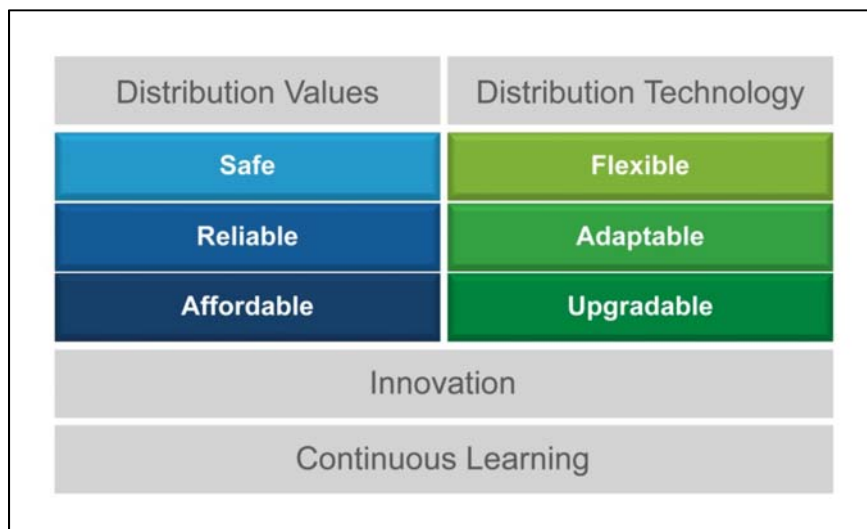 Distribution Values
Distribution Technology
Safe
Flexible
Reliable
Adaptable
Affordable
Upgradable
Innovation
Continuous Learning